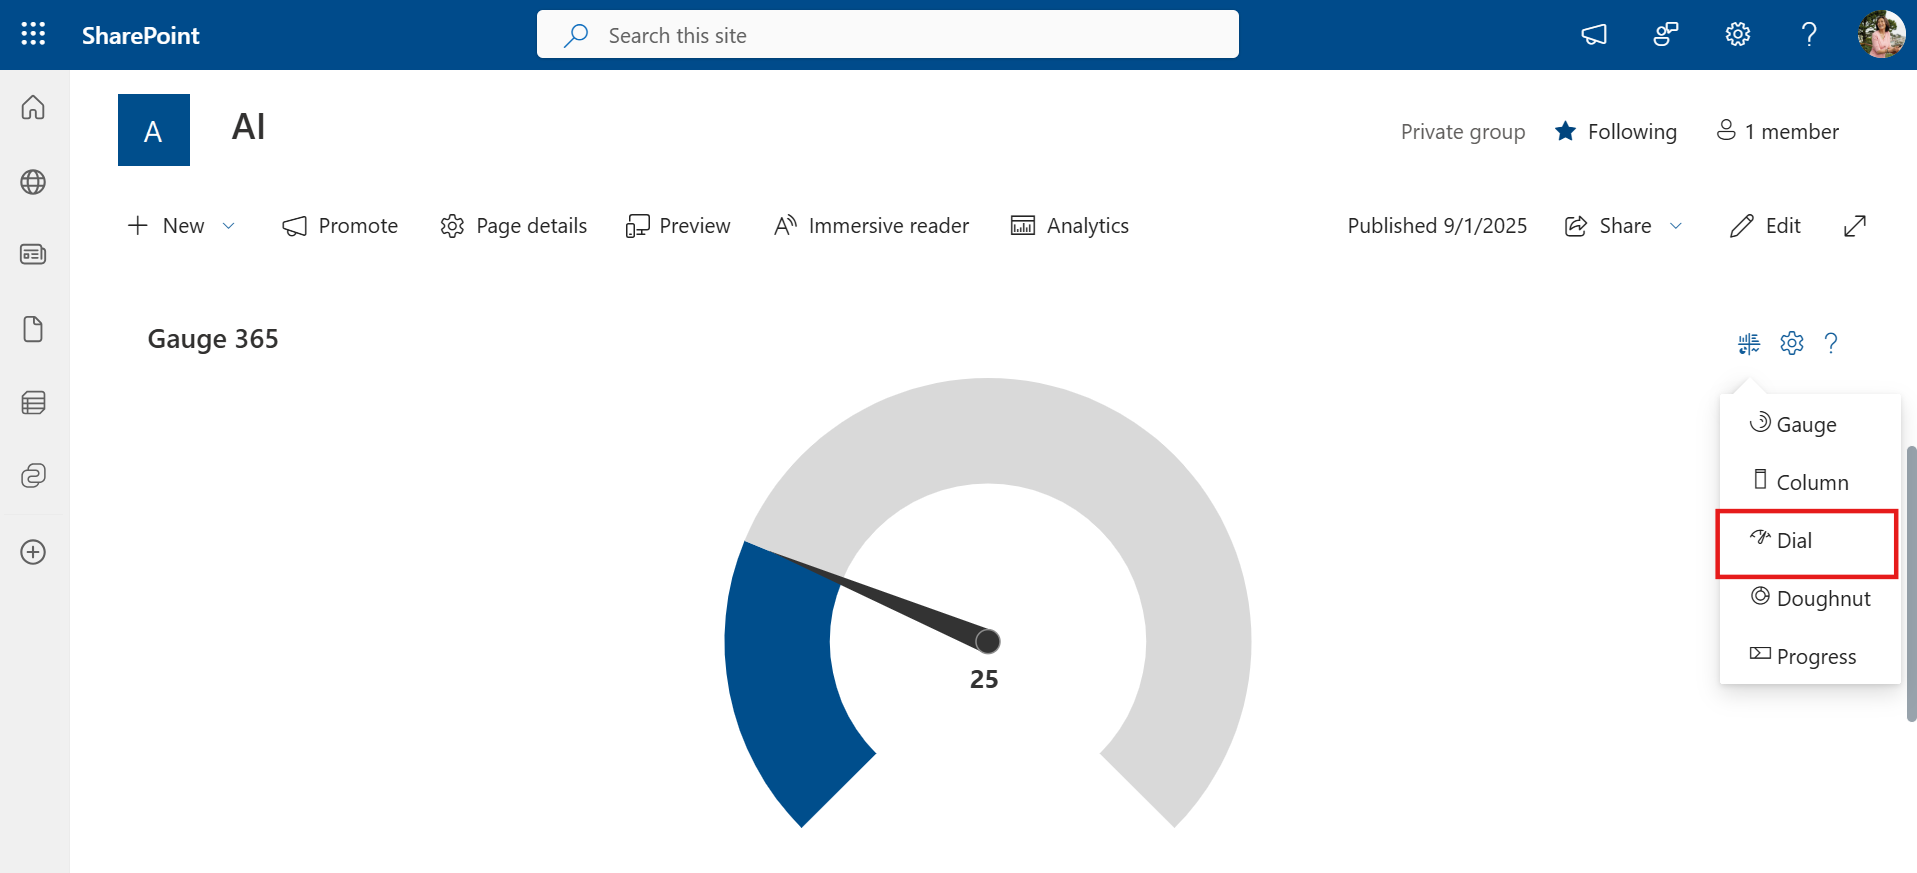 SharePoint
Search this site
?
A
AI
Private group
Following
1 member
New
Promote
Page details
Preview
Immersive reader
Analytics
Published 9/1/2025
Share
Edit
Gauge 365
?
Gauge
Column
Dial
Doughnut
Progress
25